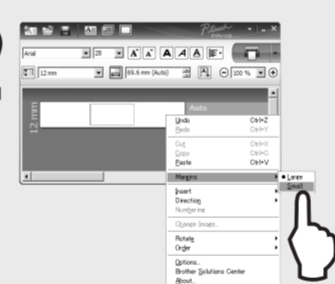 P-touch
Arial 28 A A A A A
12 mm 69.6 mm (Auto) 100 %
12 mm
Auto
Undo Ctrl+Z
Redo Ctrl+Y
Cut Ctrl+X
Copy Ctrl+C
Paste Ctrl+V
Margins
Large
Small
Insert
Direction
Numbering
Change Image...
Rotate
Order
Options...
Brother Solutions Center
About...